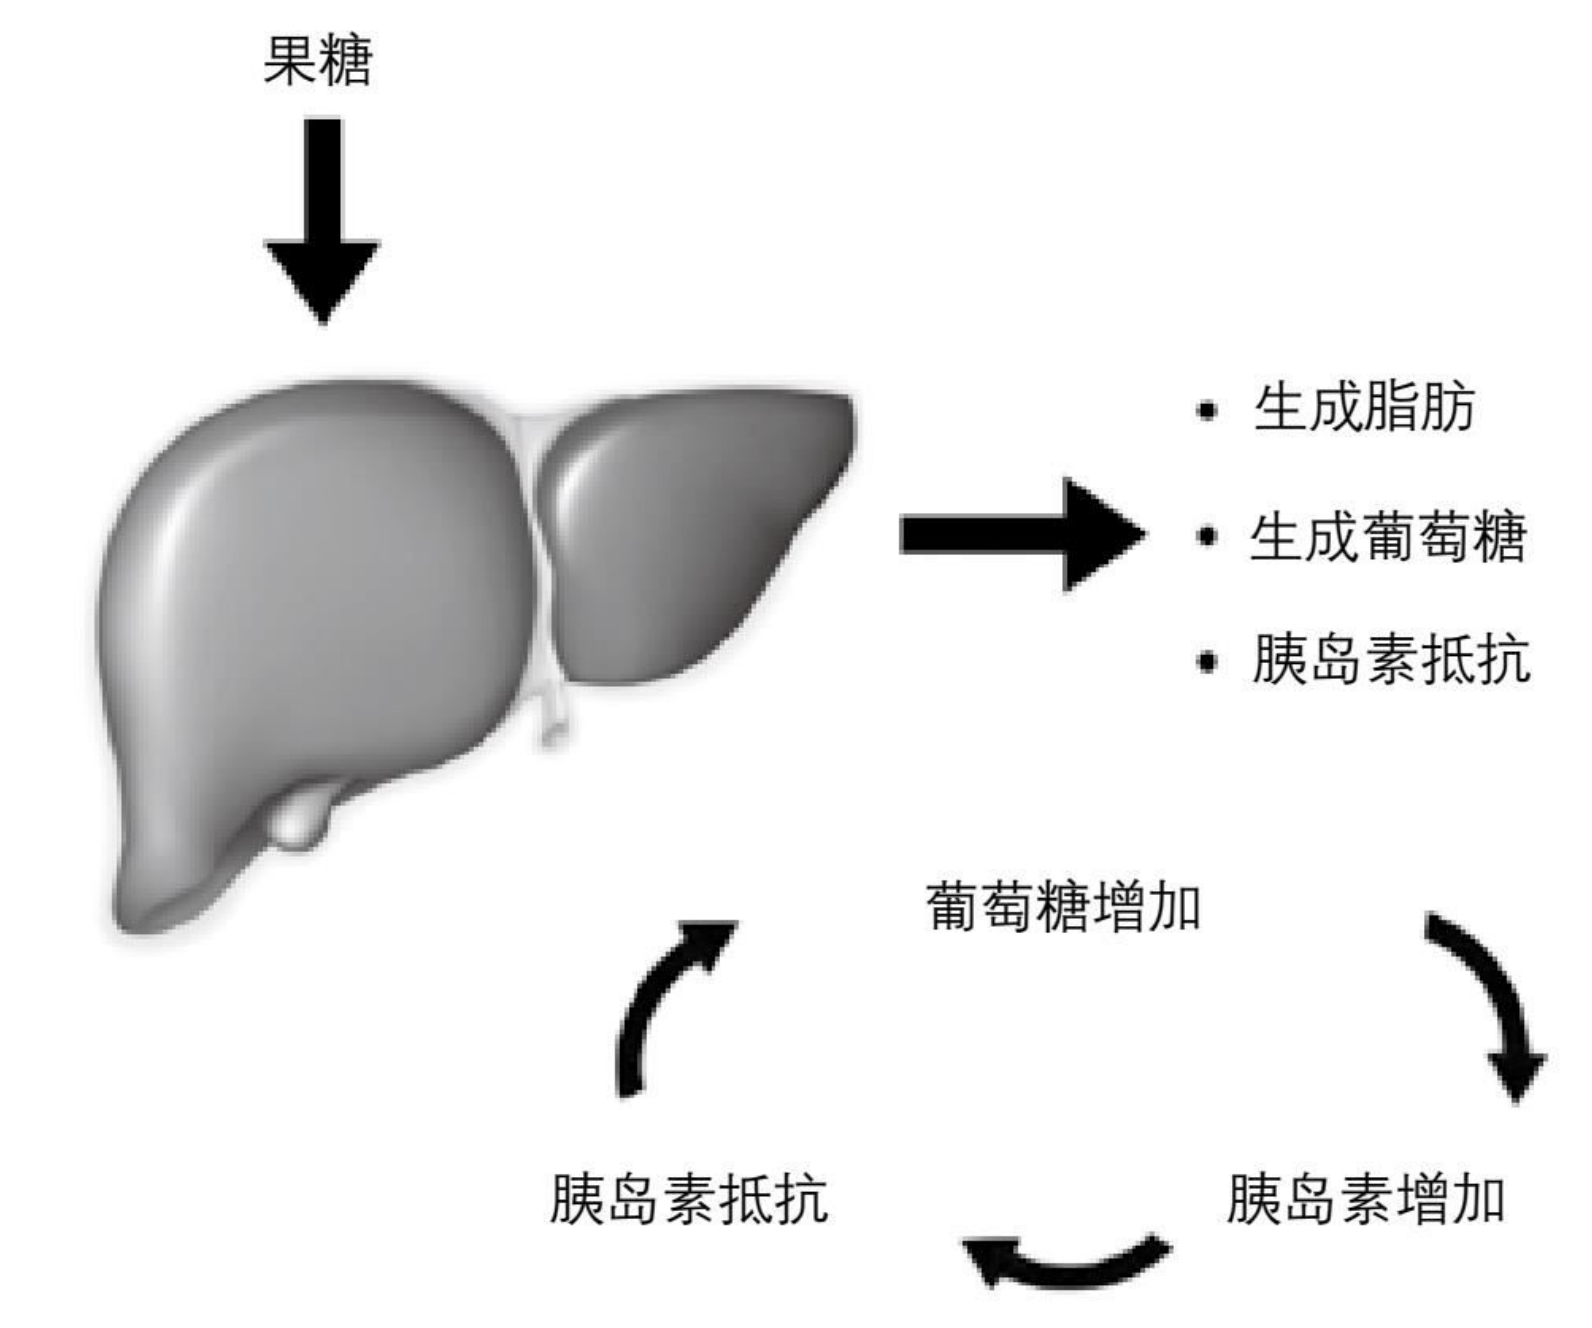 果糖
• 生成脂肪
• 生成葡萄糖
• 胰岛素抵抗
葡萄糖增加
胰岛素抵抗
胰岛素增加